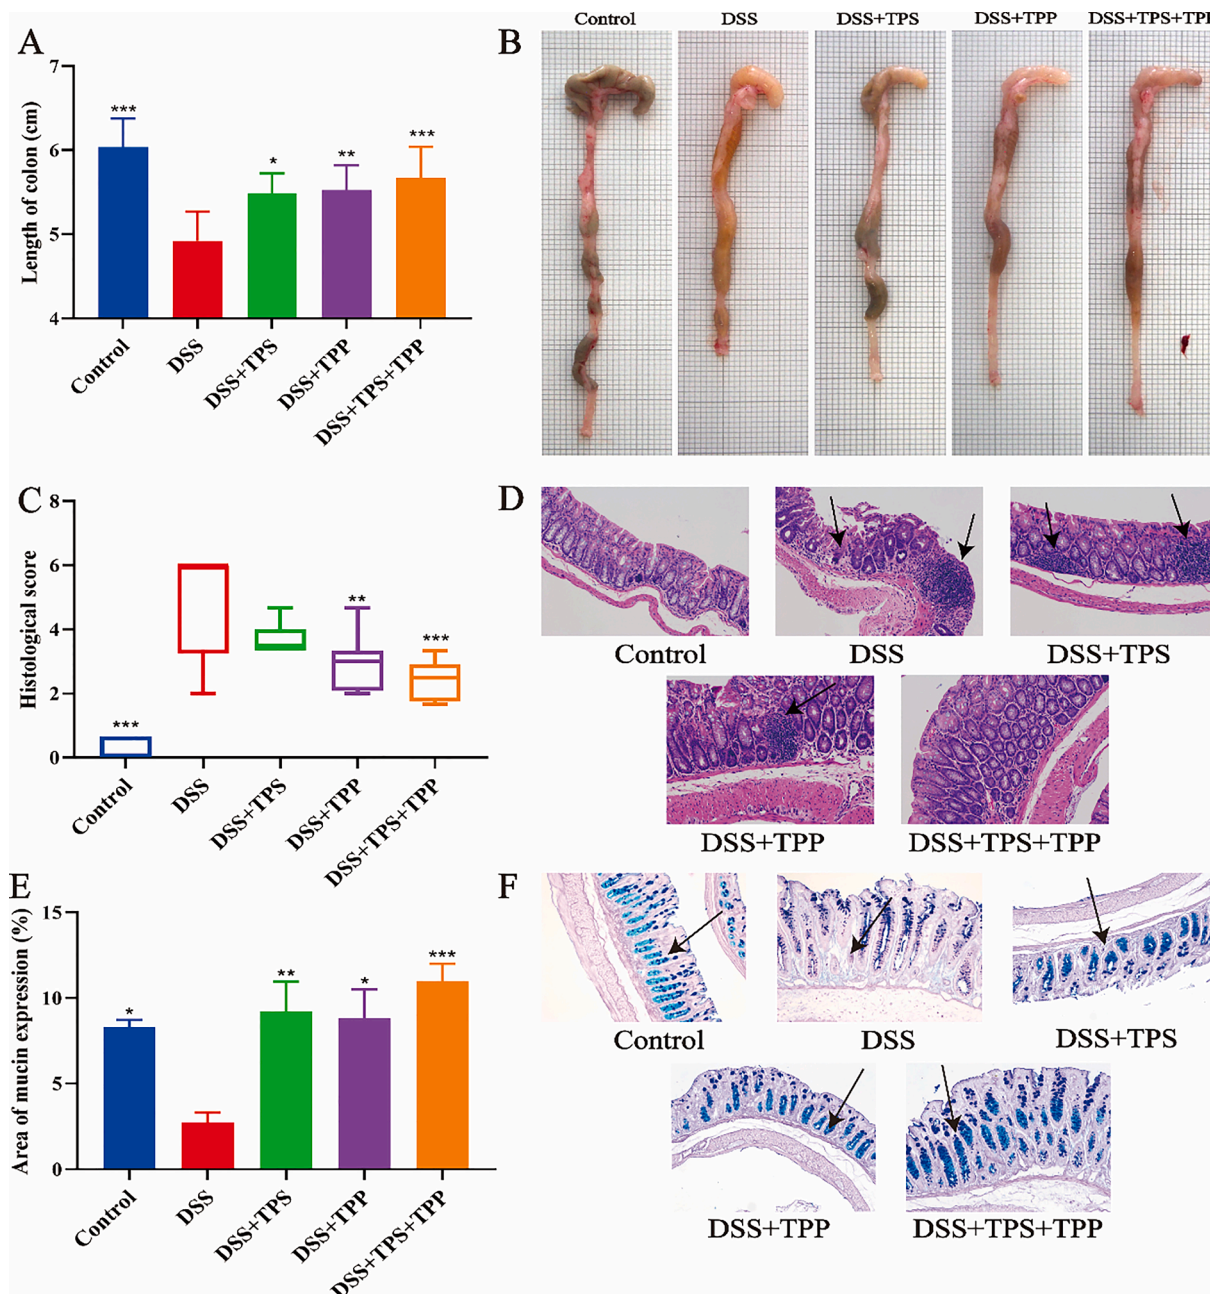 A
Length of colon (cm)
7
6
5
4
***
*
**
***
Control
DSS
DSS+TPS
DSS+TPP
DSS+TPS+TPP
B
Control
DSS
DSS+TPS
DSS+TPP
DSS+TPS+TPP
C
Histological score
8
6
4
2
0
***
**
***
Control
DSS
DSS+TPS
DSS+TPP
DSS+TPS+TPP
D
Control
DSS
DSS+TPS
DSS+TPP
DSS+TPS+TPP
E
Area of mucin expression (%)
15
10
5
0
*
**
*
***
Control
DSS
DSS+TPS
DSS+TPP
DSS+TPS+TPP
F
Control
DSS
DSS+TPS
DSS+TPP
DSS+TPS+TPP